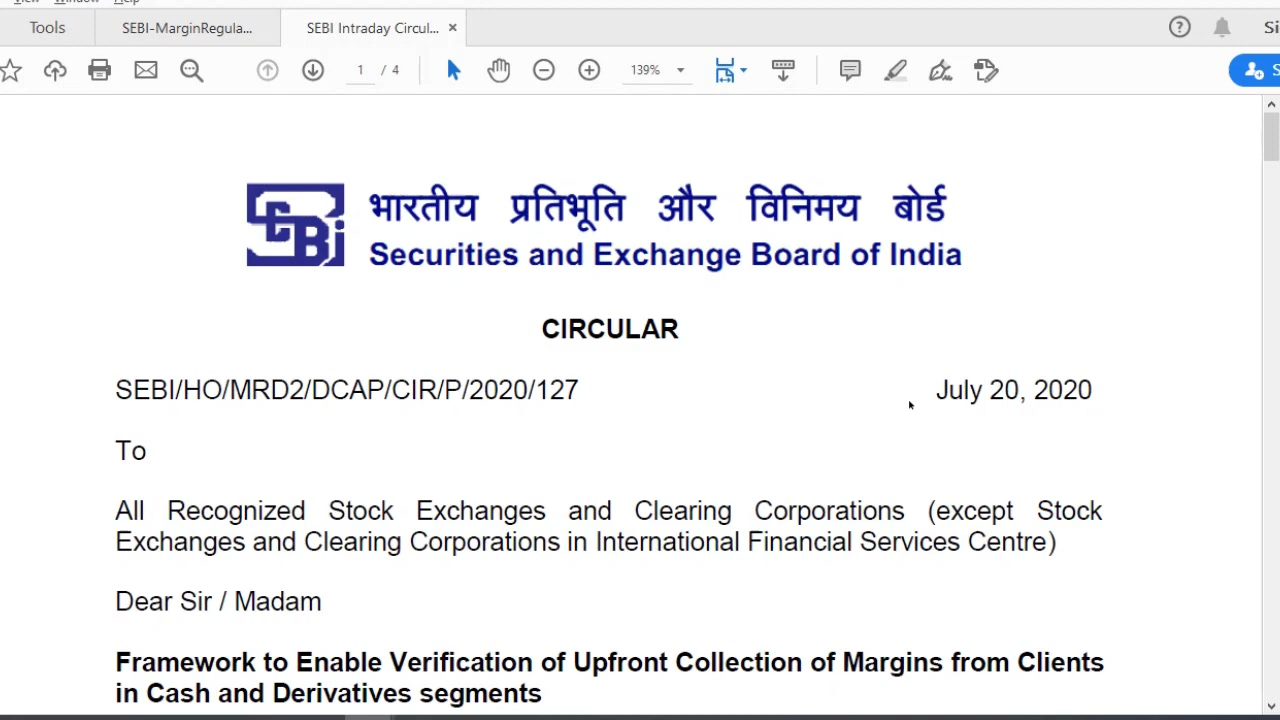 Tools SEBI-MarginRegula... SEBI Intraday Circul... ×
1 / 4 139%
भारतीय प्रतिभूति और विनिमय बोर्ड
Securities and Exchange Board of India
CIRCULAR
SEBI/HO/MRD2/DCAP/CIR/P/2020/127 July 20, 2020
To
All Recognized Stock Exchanges and Clearing Corporations (except Stock
Exchanges and Clearing Corporations in International Financial Services Centre)
Dear Sir / Madam
Framework to Enable Verification of Upfront Collection of Margins from Clients
in Cash and Derivatives segments